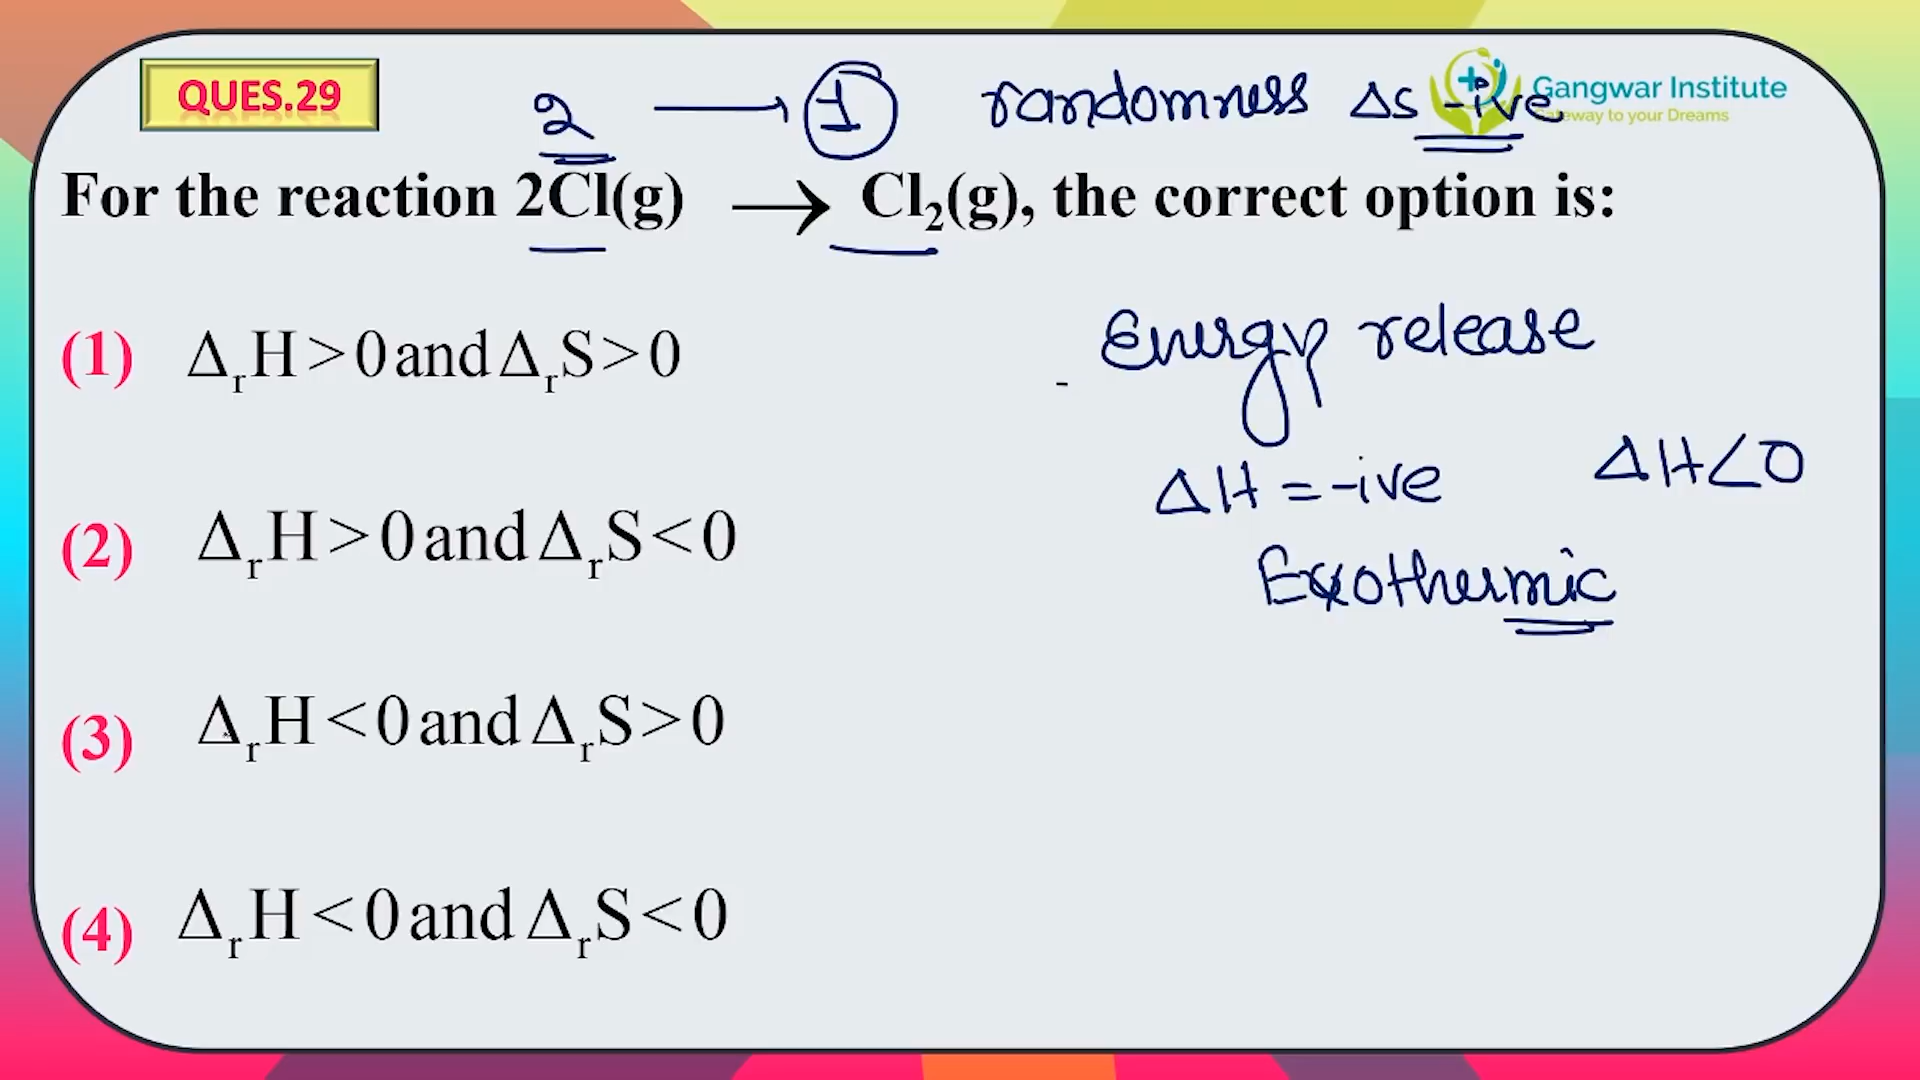 QUES.29
2 → 1 randomness ΔS -ive
Gangwar Institute
Gateway to your Dreams
For the reaction 2Cl(g) → Cl₂(g), the correct option is:
(1) ΔᵣH>0 and ΔᵣS>0
Energy release
ΔH = -ive ΔH<0
(2) ΔᵣH>0 and ΔᵣS<0
Exothermic
(3) ΔᵣH<0 and ΔᵣS>0
(4) ΔᵣH<0 and ΔᵣS<0